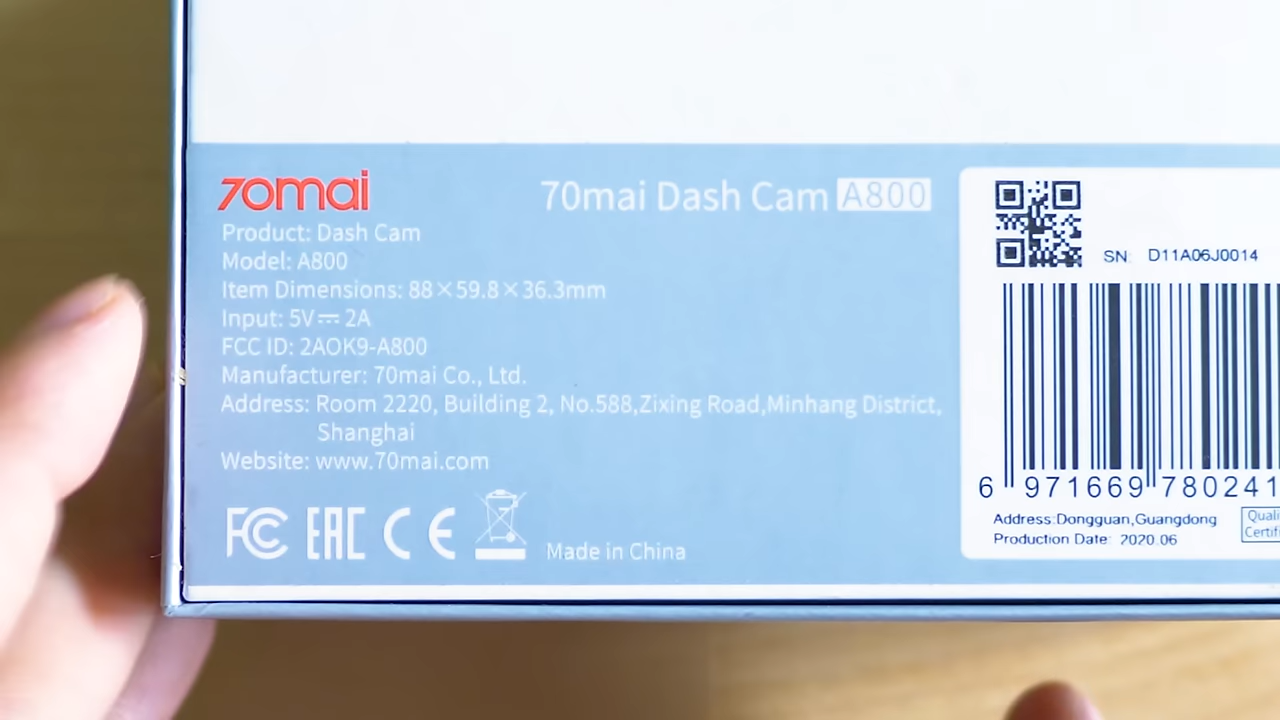 70mai
70mai Dash Cam A800
Product: Dash Cam
Model: A800
Item Dimensions: 88×59.8×36.3mm
Input: 5V⎓2A
FCC ID: 2AOK9-A800
Manufacturer: 70mai Co., Ltd.
Address: Room 2220, Building 2, No.588,Zixing Road,Minhang District,
Shanghai
Website: www.70mai.com
FC EAC CE
Made in China
SN: D11A06J0014
6 971669 780241
Address:Dongguan,Guangdong
Production Date: 2020.06